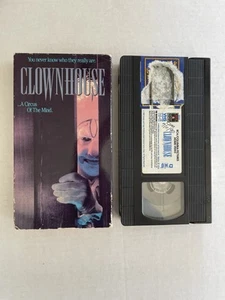 You never know who they really are.
CLOWNHOUSE
...A Circus
Of The Mind.
CLOWNHOUSE